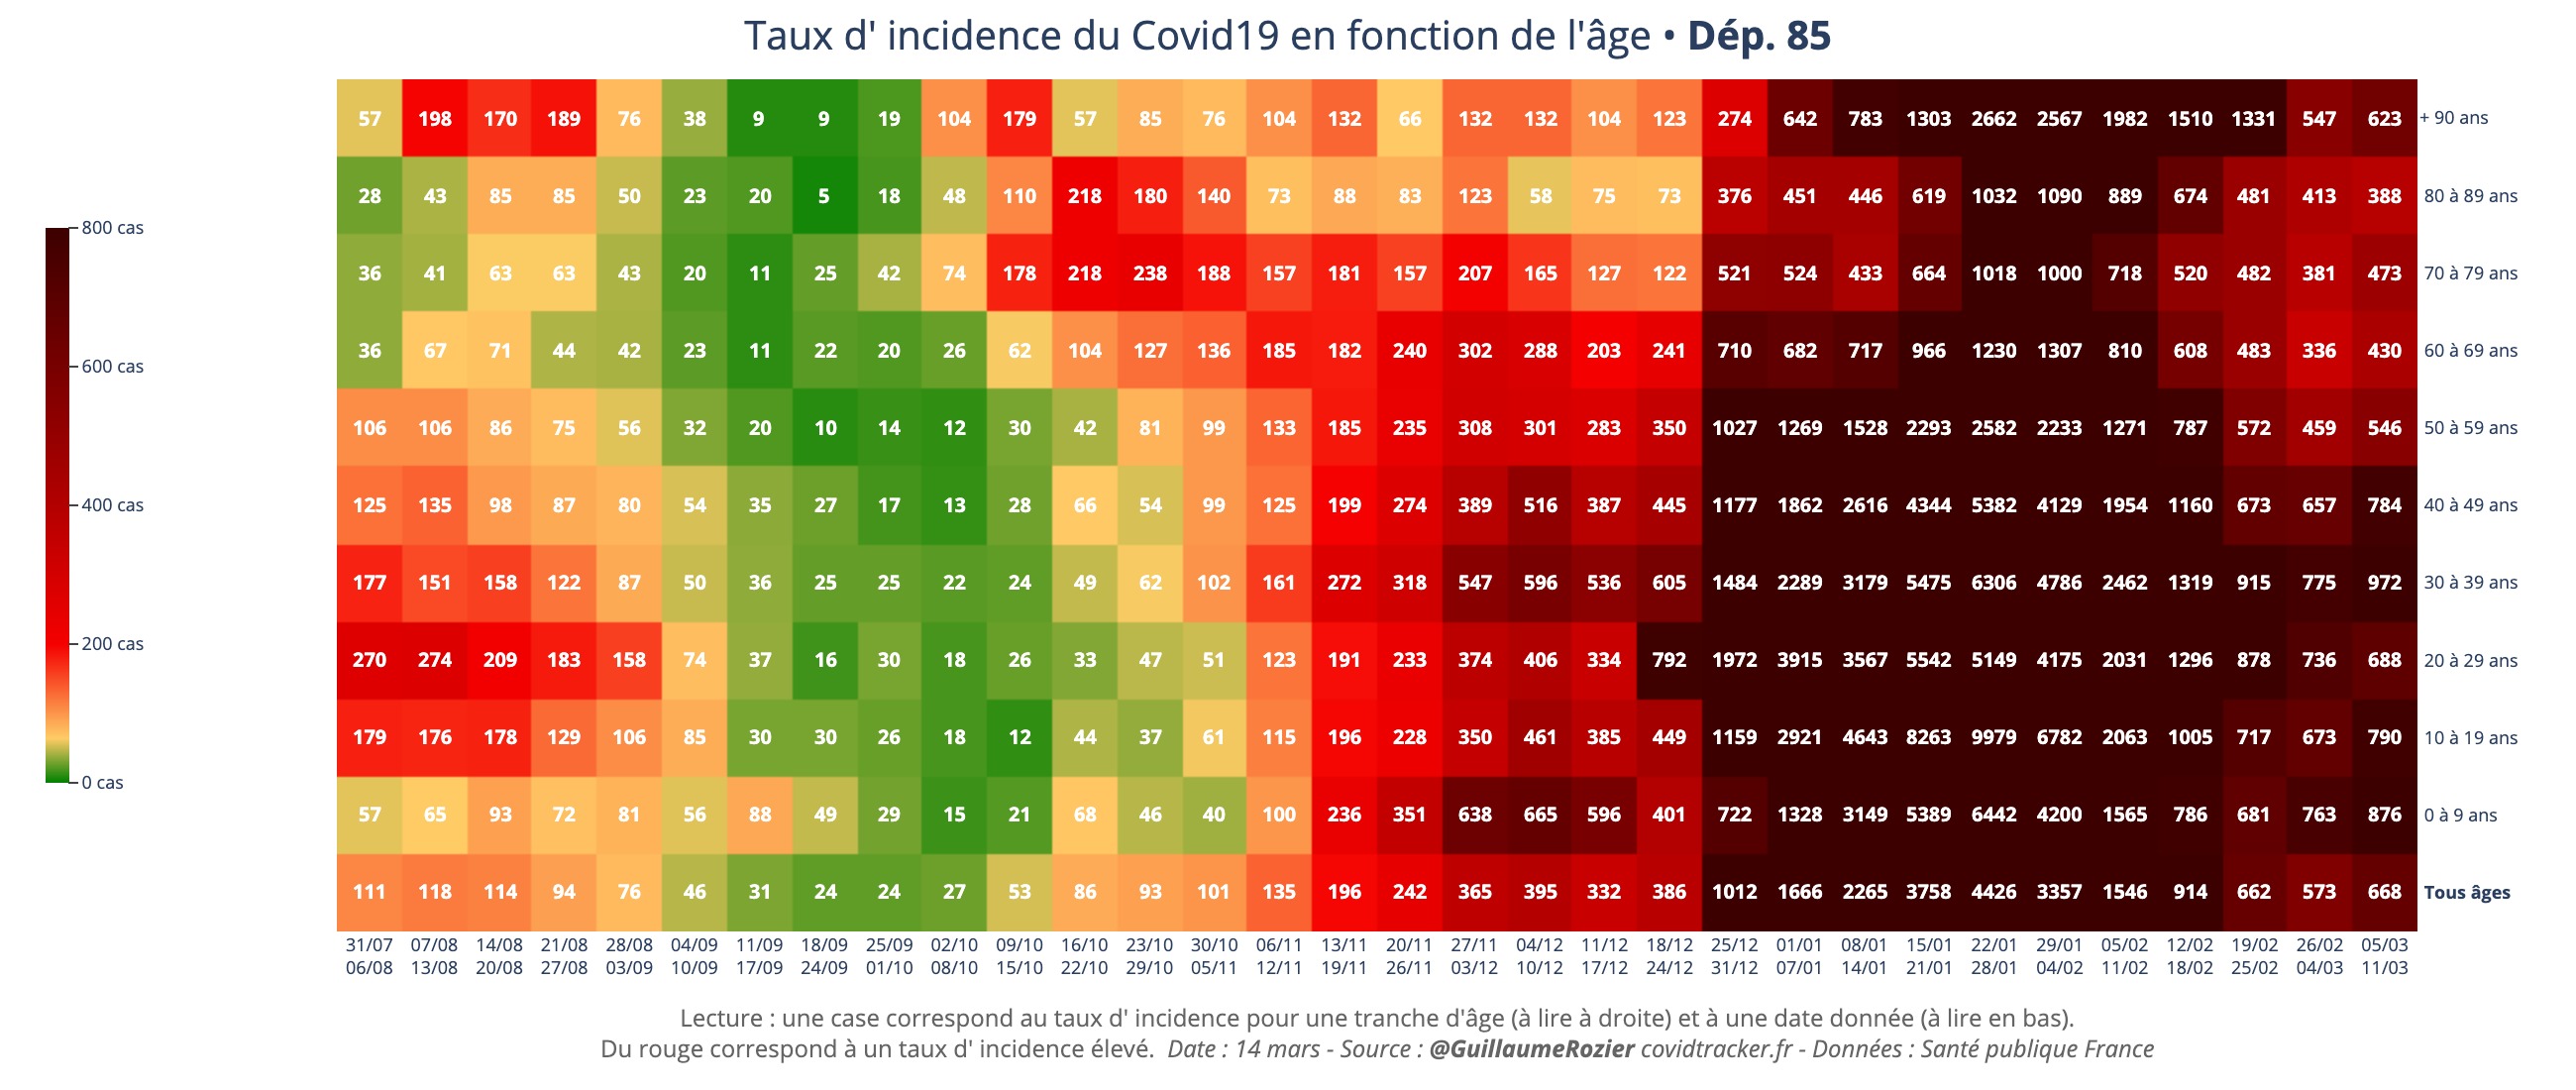 Taux d' incidence du Covid19 en fonction de l'âge • Dép. 85
57 198 170 189 76 38 9 9 19 104 179 57 85 76 104 132 66 132 132 104 123 274 642 783 1303 2662 2567 1982 1510 1331 547 623 + 90 ans
28 43 85 85 50 23 20 5 18 48 110 218 180 140 73 88 83 123 58 75 73 376 451 446 619 1032 1090 889 674 481 413 388 80 à 89 ans
800 cas
36 41 63 63 43 20 11 25 42 74 178 218 238 188 157 181 157 207 165 127 122 521 524 433 664 1018 1000 718 520 482 381 473 70 à 79 ans
36 67 71 44 42 23 11 22 20 26 62 104 127 136 185 182 240 302 288 203 241 710 682 717 966 1230 1307 810 608 483 336 430 60 à 69 ans
600 cas
106 106 86 75 56 32 20 10 14 12 30 42 81 99 133 185 235 308 301 283 350 1027 1269 1528 2293 2582 2233 1271 787 572 459 546 50 à 59 ans
400 cas
125 135 98 87 80 54 35 27 17 13 28 66 54 99 125 199 274 389 516 387 445 1177 1862 2616 4344 5382 4129 1954 1160 673 657 784 40 à 49 ans
177 151 158 122 87 50 36 25 25 22 24 49 62 102 161 272 318 547 596 536 605 1484 2289 3179 5475 6306 4786 2462 1319 915 775 972 30 à 39 ans
200 cas
270 274 209 183 158 74 37 16 30 18 26 33 47 51 123 191 233 374 406 334 792 1972 3915 3567 5542 5149 4175 2031 1296 878 736 688 20 à 29 ans
179 176 178 129 106 85 30 30 26 18 12 44 37 61 115 196 228 350 461 385 449 1159 2921 4643 8263 9979 6782 2063 1005 717 673 790 10 à 19 ans
0 cas
57 65 93 72 81 56 88 49 29 15 21 68 46 40 100 236 351 638 665 596 401 722 1328 3149 5389 6442 4200 1565 786 681 763 876 0 à 9 ans
111 118 114 94 76 46 31 24 24 27 53 86 93 101 135 196 242 365 395 332 386 1012 1666 2265 3758 4426 3357 1546 914 662 573 668 Tous âges
31/07 07/08 14/08 21/08 28/08 04/09 11/09 18/09 25/09 02/10 09/10 16/10 23/10 30/10 06/11 13/11 20/11 27/11 04/12 11/12 18/12 25/12 01/01 08/01 15/01 22/01 29/01 05/02 12/02 19/02 26/02 05/03
06/08 13/08 20/08 27/08 03/09 10/09 17/09 24/09 01/10 08/10 15/10 22/10 29/10 05/11 12/11 19/11 26/11 03/12 10/12 17/12 24/12 31/12 07/01 14/01 21/01 28/01 04/02 11/02 18/02 25/02 04/03 11/03
Lecture : une case correspond au taux d' incidence pour une tranche d'âge (à lire à droite) et à une date donnée (à lire en bas).
Du rouge correspond à un taux d' incidence élevé. Date : 14 mars - Source : @GuillaumeRozier covidtracker.fr - Données : Santé publique France